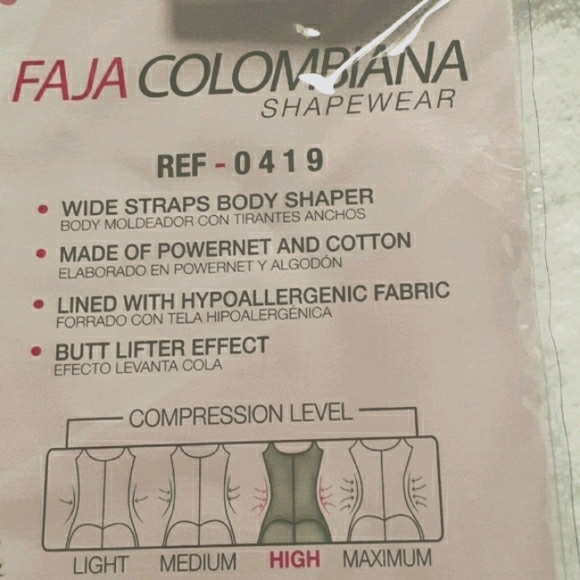 FAJA COLOMBIANA
SHAPEWEAR
REF - 0419
• WIDE STRAPS BODY SHAPER
BODY MOLDEADOR CON TIRANTES ANCHOS
• MADE OF POWERNET AND COTTON
ELABORADO EN POWERNET Y ALGODÓN
• LINED WITH HYPOALLERGENIC FABRIC
FORRADO CON TELA HIPOALERGÉNICA
• BUTT LIFTER EFFECT
EFECTO LEVANTA COLA
COMPRESSION LEVEL
LIGHT MEDIUM HIGH MAXIMUM